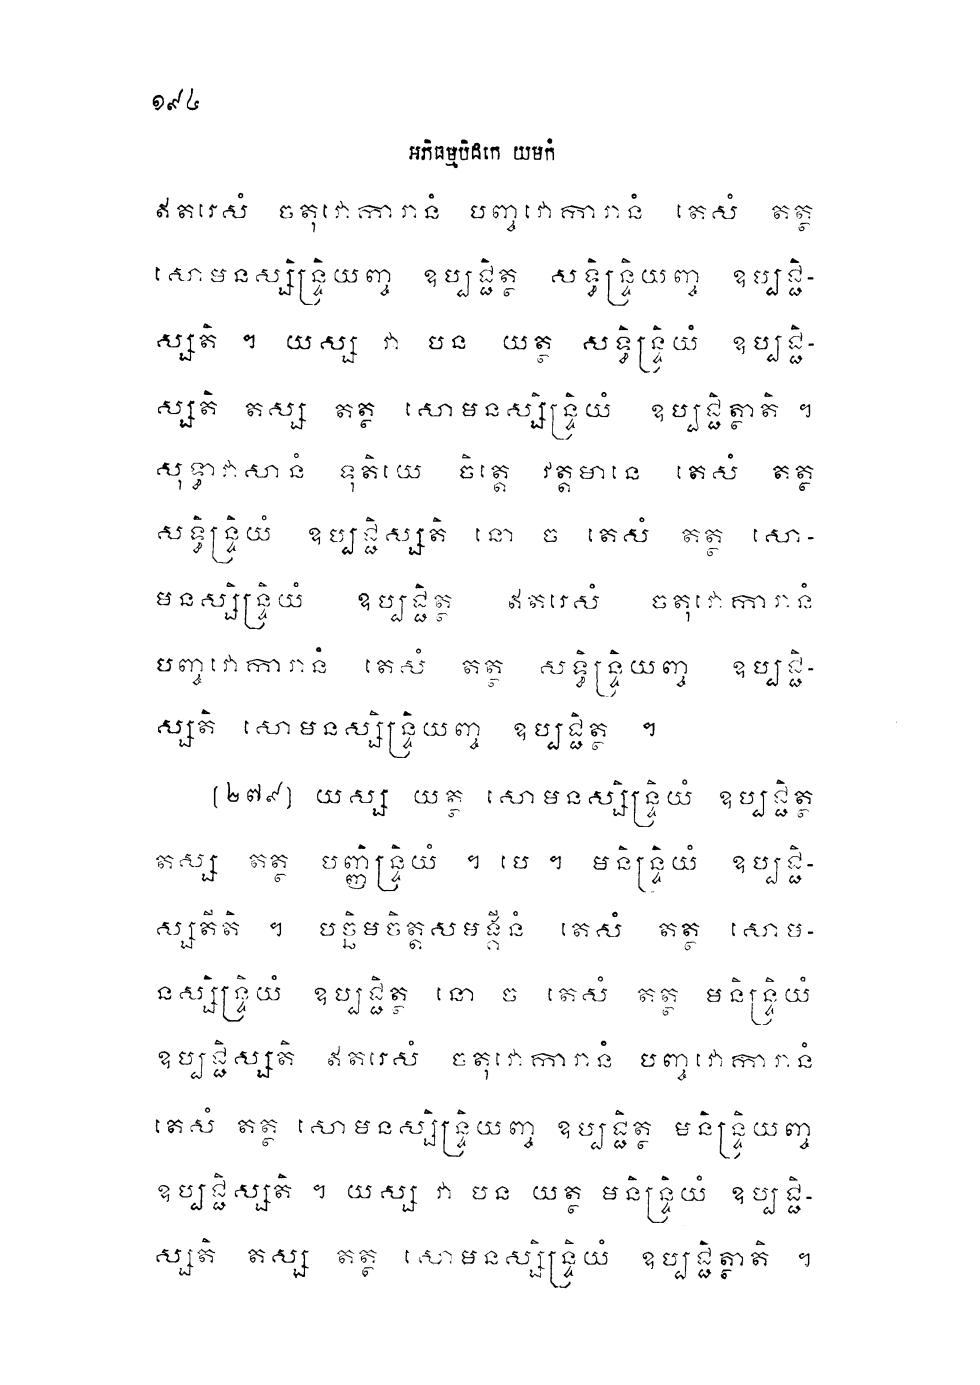 ១៩៤
អភិធម្មបិដកេ យមកំ
ឥតរេសំ ចតុវោការានំ បញ្ចវោការានំ តេសំ តត្ថ
សោមនស្សិន្ទ្រិយញ្ច ឧប្បជ្ជិត្ថ សទ្ធិន្ទ្រិយញ្ច ឧប្បជ្ជិ-
ស្សតិ ។ យស្ស វា បន យត្ថ សទ្ធិន្ទ្រិយំ ឧប្បជ្ជិ-
ស្សតិ តស្ស តត្ថ សោមនស្សិន្ទ្រិយំ ឧប្បជ្ជិត្ថាតិ ។
សុទ្ធាវាសានំ ទុតិយេ ចិត្តេ វត្តមានេ តេសំ តត្ថ
សទ្ធិន្ទ្រិយំ ឧប្បជ្ជិស្សតិ នោ ច តេសំ តត្ថ សោ-
មនស្សិន្ទ្រិយំ ឧប្បជ្ជិត្ថ ឥតរេសំ ចតុវោការានំ
បញ្ចវោការានំ តេសំ តត្ថ សទ្ធិន្ទ្រិយញ្ច ឧប្បជ្ជិ-
ស្សតិ សោមនស្សិន្ទ្រិយញ្ច ឧប្បជ្ជិត្ថ ។
(២៧៩) យស្ស យត្ថ សោមនស្សិន្ទ្រិយំ ឧប្បជ្ជិត្ថ
តស្ស តត្ថ បញ្ញិន្ទ្រិយំ ។ បេ ។ មនិន្ទ្រិយំ ឧប្បជ្ជិ-
ស្សតីតិ ។ បច្ឆិមចិត្តសមង្គីនំ តេសំ តត្ថ សោម-
នស្សិន្ទ្រិយំ ឧប្បជ្ជិត្ថ នោ ច តេសំ តត្ថ មនិន្ទ្រិយំ
ឧប្បជ្ជិស្សតិ ឥតរេសំ ចតុវោការានំ បញ្ចវោការានំ
តេសំ តត្ថ សោមនស្សិន្ទ្រិយញ្ច ឧប្បជ្ជិត្ថ មនិន្ទ្រិយញ្ច
ឧប្បជ្ជិស្សតិ ។ យស្ស វា បន យត្ថ មនិន្ទ្រិយំ ឧប្បជ្ជិ-
ស្សតិ តស្ស តត្ថ សោមនស្សិន្ទ្រិយំ ឧប្បជ្ជិត្ថាតិ ។